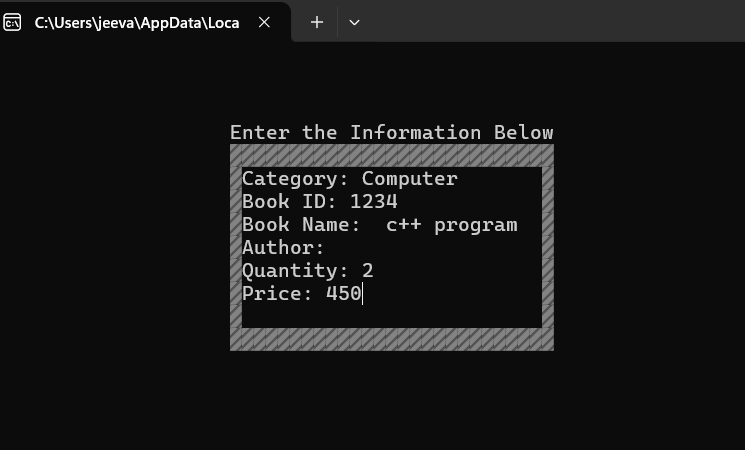 C:\Users\jeeva\AppData\Loca
Enter the Information Below
Category: Computer
Book ID: 1234
Book Name:  c++ program
Author:
Quantity: 2
Price: 450